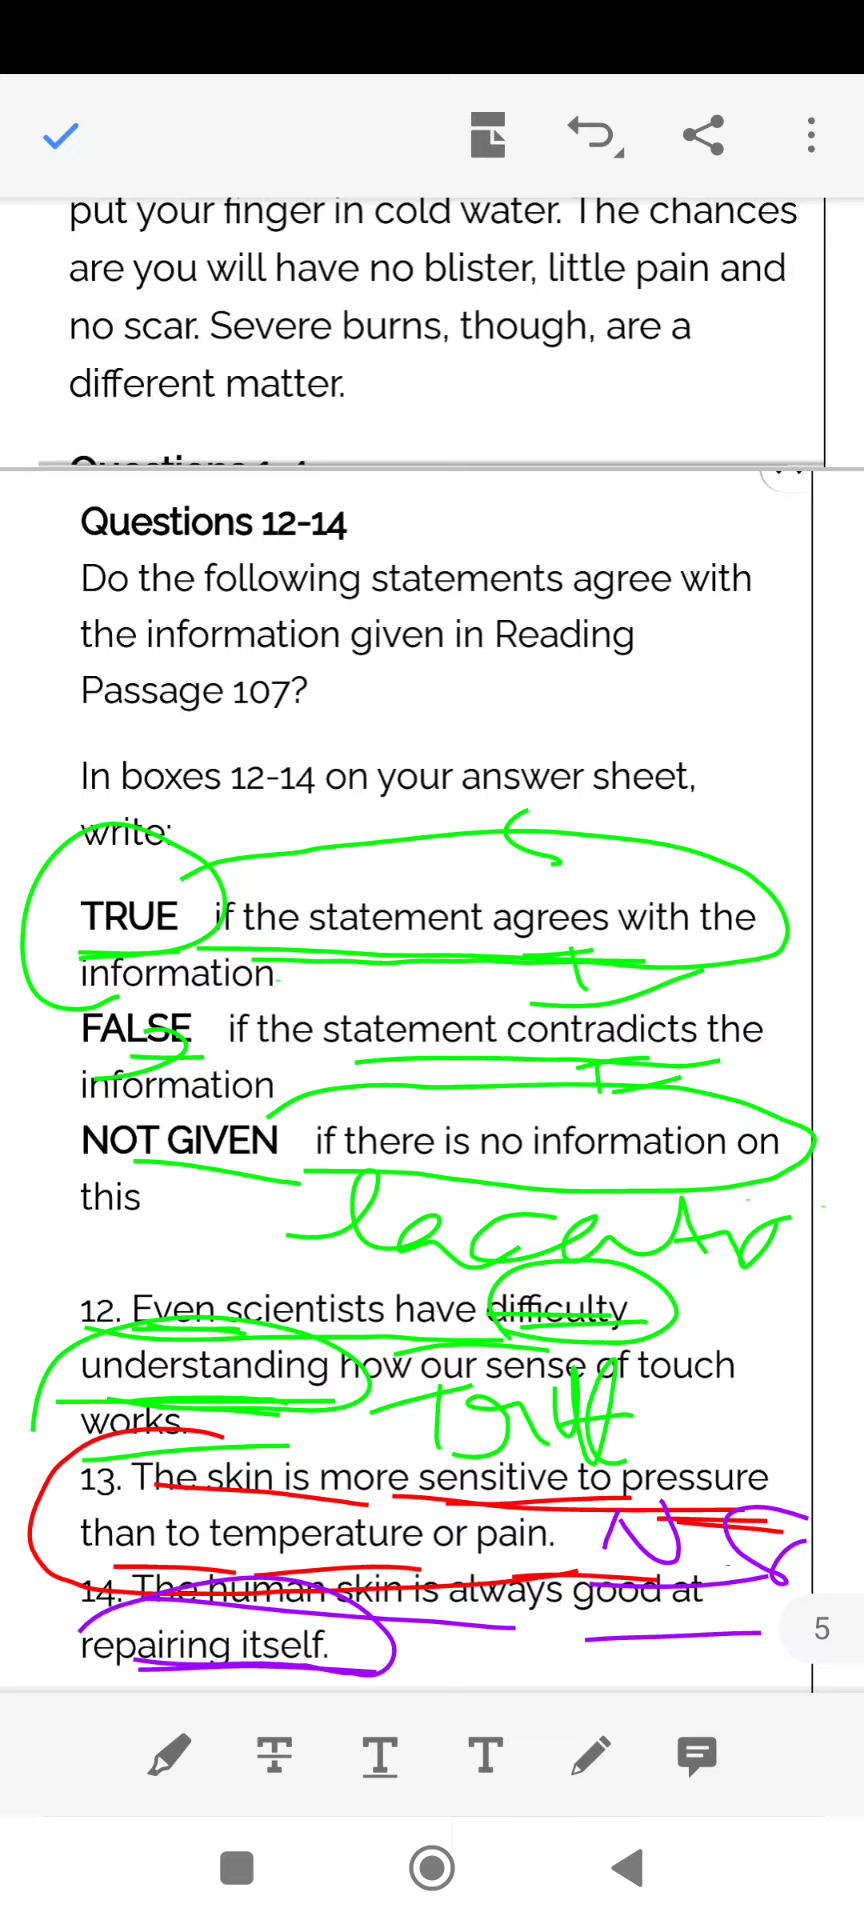 put your finger in cold water. The chances
are you will have no blister, little pain and
no scar. Severe burns, though, are a
different matter.
Questions 12-14
Do the following statements agree with
the information given in Reading
Passage 107?
In boxes 12-14 on your answer sheet,
write:
TRUE if the statement agrees with the
information
FALSE if the statement contradicts the
information
NOT GIVEN if there is no information on
this
12. Even scientists have difficulty
understanding how our sense of touch
works.
13. The skin is more sensitive to pressure
than to temperature or pain.
14. The human skin is always good at
repairing itself.
5